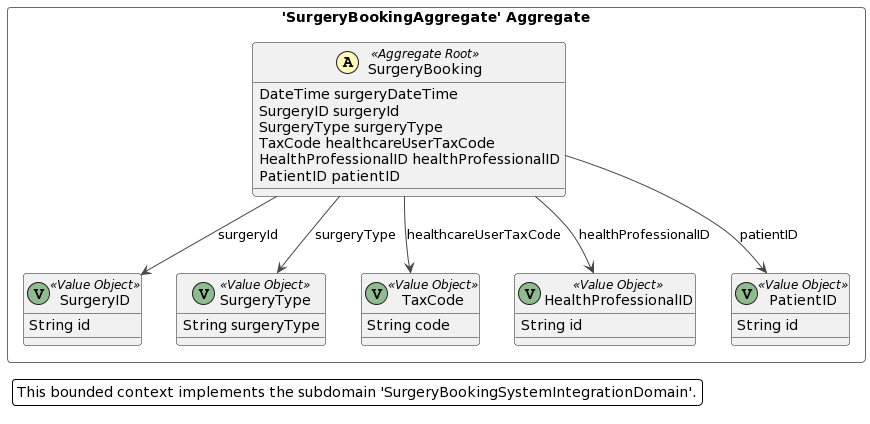 'SurgeryBookingAggregate' Aggregate
A
«Aggregate Root»
SurgeryBooking
DateTime surgeryDateTime
SurgeryID surgeryId
SurgeryType surgeryType
TaxCode healthcareUserTaxCode
HealthProfessionalID healthProfessionalID
PatientID patientID
surgeryId
surgeryType
healthcareUserTaxCode
healthProfessionalID
patientID
V
«Value Object»
SurgeryID
String id
V
«Value Object»
SurgeryType
String surgeryType
V
«Value Object»
TaxCode
String code
V
«Value Object»
HealthProfessionalID
String id
V
«Value Object»
PatientID
String id
This bounded context implements the subdomain 'SurgeryBookingSystemIntegrationDomain'.